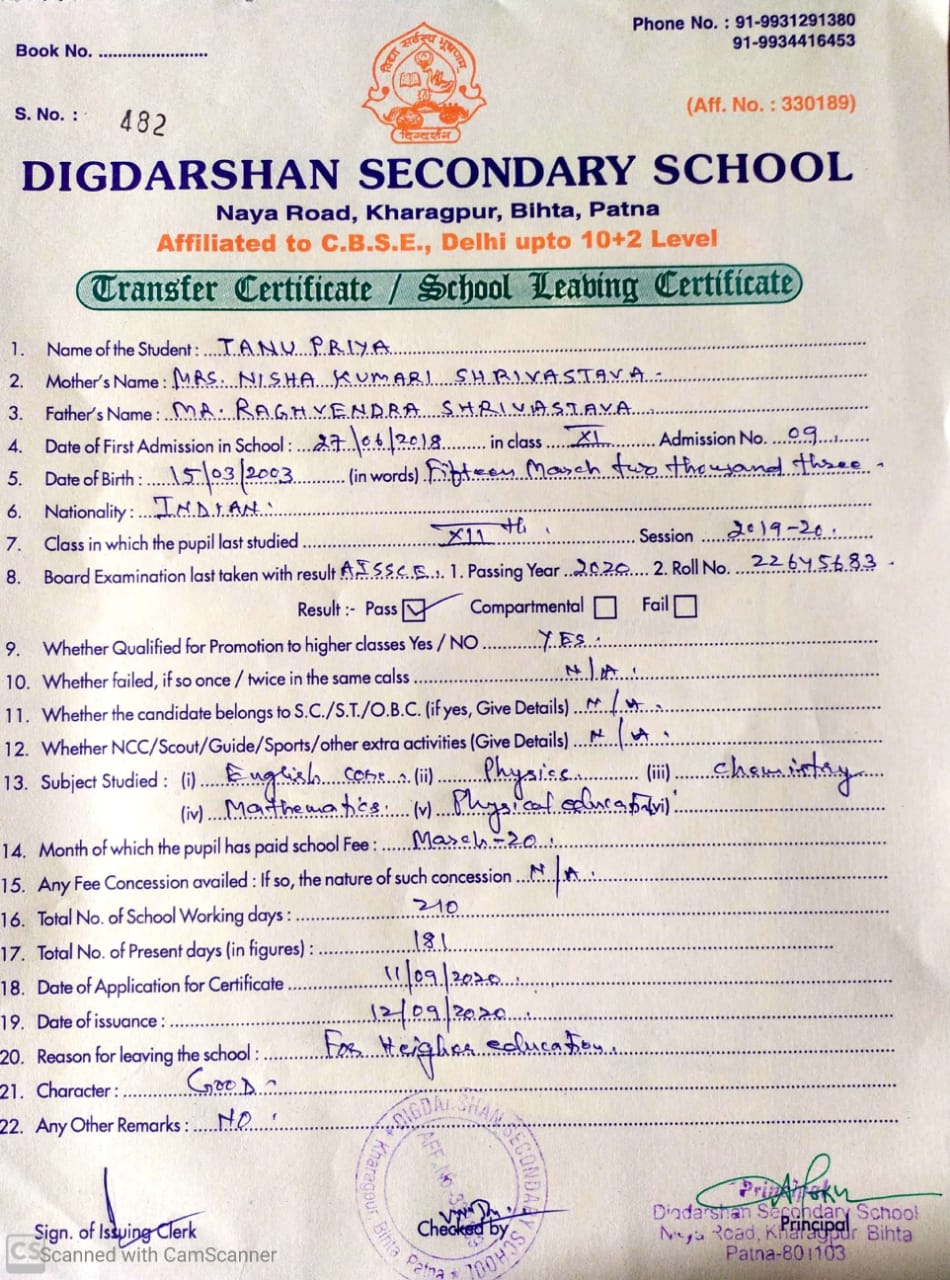 Phone No. : 91-9931291380
91-9934416453
Book No. ........................
S. No. : 482
(Aff. No. : 330189)
विद्या सर्वस्य भूषणम्
दिग्दर्शन
DIGDARSHAN SECONDARY SCHOOL
Naya Road, Kharagpur, Bihta, Patna
Affiliated to C.B.S.E., Delhi upto 10+2 Level
Transfer Certificate / School Leaving Certificate
1. Name of the Student : TANU PRIYA
2. Mother's Name : MRS. NISHA KUMARI SHRIVASTAVA -
3. Father's Name : MR. RAGHVENDRA SHRIVASTAVA
4. Date of First Admission in School : 27/06/2018 in class XI Admission No. 09
5. Date of Birth : 15/03/2003 (in words) Fifteen March two thousand three -
6. Nationality : INDIAN.
7. Class in which the pupil last studied XIIth. Session 2019-20.
8. Board Examination last taken with result AISSCE. 1. Passing Year 2020 2. Roll No. 22645683 -
Result :- Pass ☑ Compartmental ☐ Fail ☐
9. Whether Qualified for Promotion to higher classes Yes / NO YES.
10. Whether failed, if so once / twice in the same calss N/A.
11. Whether the candidate belongs to S.C./S.T./O.B.C. (if yes, Give Details) N/A.
12. Whether NCC/Scout/Guide/Sports/other extra activities (Give Details) N/A.
13. Subject Studied : (i) English core. (ii) Physics. (iii) chemistry
(iv) Mathematics. (v) Physical education (vi)
14. Month of which the pupil has paid school Fee : March-20.
15. Any Fee Concession availed : If so, the nature of such concession N/A.
16. Total No. of School Working days : 210
17. Total No. of Present days (in figures) : 181
18. Date of Application for Certificate 11/09/2020.
19. Date of issuance : 12/09/2020.
20. Reason for leaving the school : For Heigher education.
21. Character : GOOD -
22. Any Other Remarks : NO.
DIGDARSHAN SECONDARY SCHOOL
Kharagpur Bihta Patna
Sign. of Issuing Clerk
Checked by
Principal
Principal
Digdarshan Secondary School
Naya Road, Kharagpur Bihta
Patna-801103
CS Scanned with CamScanner